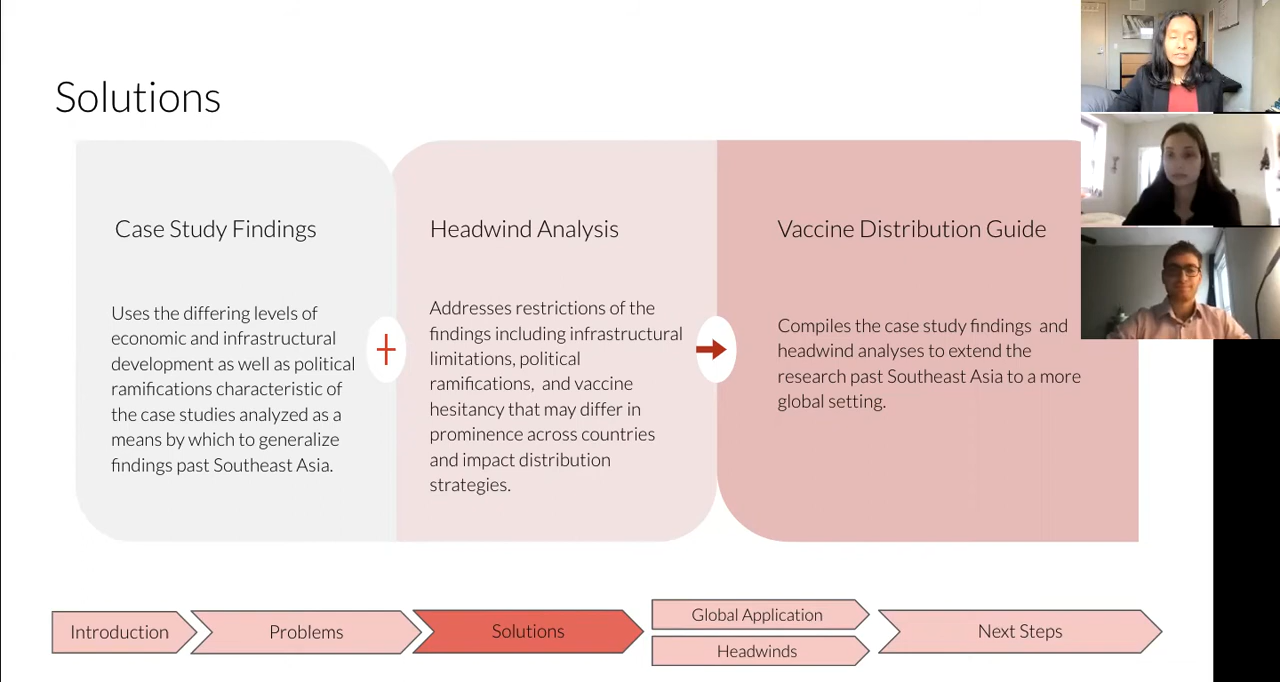 Solutions
Case Study Findings
Uses the differing levels of
economic and infrastructural
development as well as political
ramifications characteristic of
the case studies analyzed as a
means by which to generalize
findings past Southeast Asia.
+
Headwind Analysis
Addresses restrictions of the
findings including infrastructural
limitations, political
ramifications, and vaccine
hesitancy that may differ in
prominence across countries
and impact distribution
strategies.
Vaccine Distribution Guide
Compiles the case study findings and
headwind analyses to extend the
research past Southeast Asia to a more
global setting.
Introduction
Problems
Solutions
Global Application
Headwinds
Next Steps